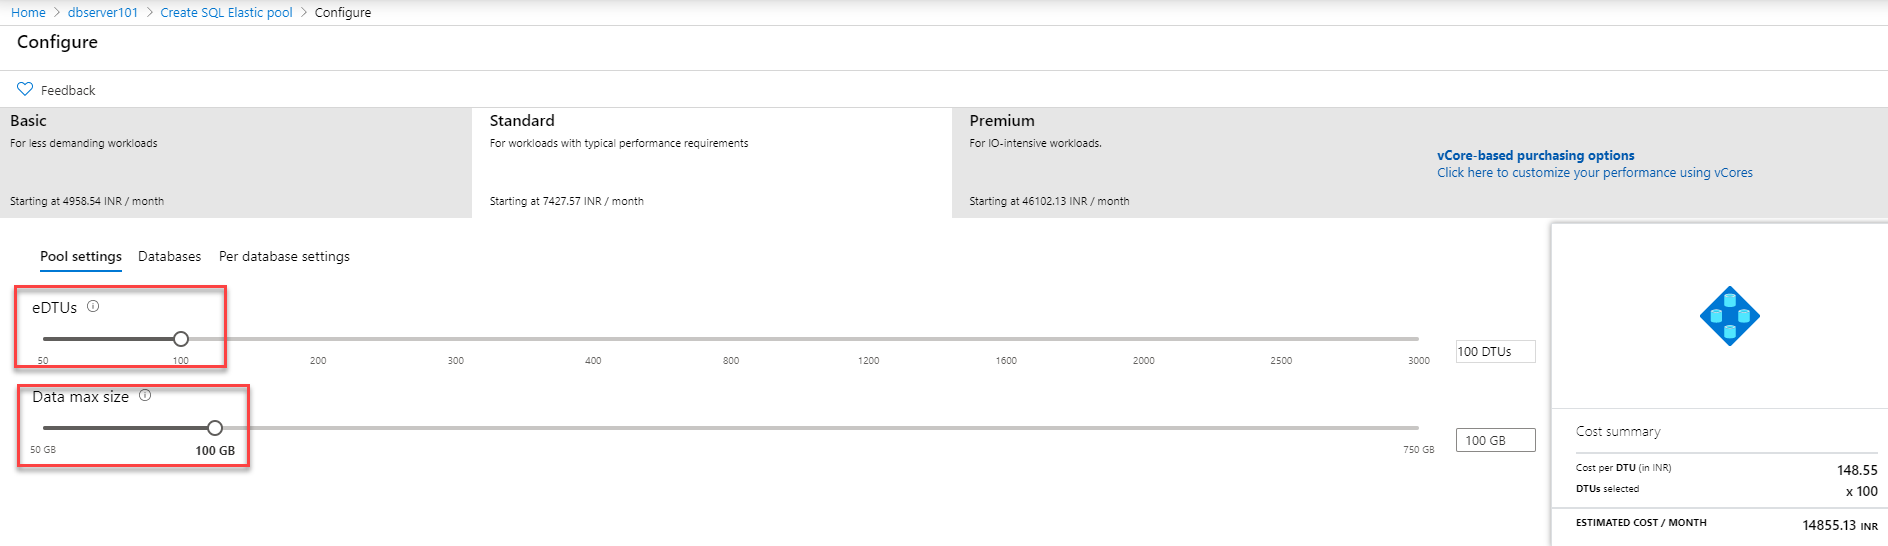 Home > dbserver101 > Create SQL Elastic pool > Configure
Configure
Feedback
Basic
For less demanding workloads
Starting at 4958.54 INR / month
Standard
For workloads with typical performance requirements
Starting at 7427.57 INR / month
Premium
For IO-intensive workloads.
Starting at 46102.13 INR / month
vCore-based purchasing options
Click here to customize your performance using vCores
Pool settings Databases Per database settings
eDTUs
50 100 200 300 400 800 1200 1600 2000 2500 3000
100 DTUs
Data max size
50 GB 100 GB 750 GB
100 GB
Cost summary
Cost per DTU (in INR) 148.55
DTUs selected x 100
ESTIMATED COST / MONTH 14855.13 INR